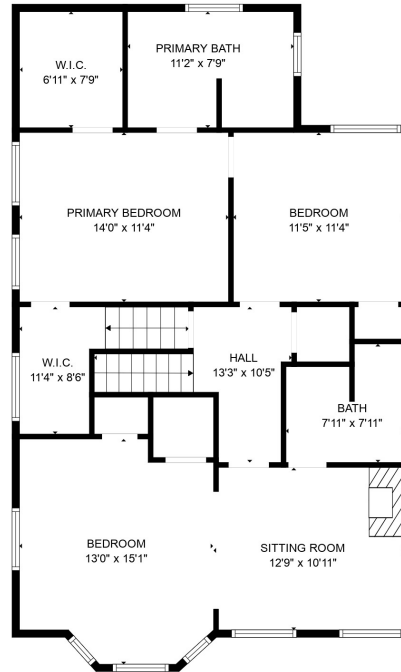 W.I.C.
6'11" x 7'9"
PRIMARY BATH
11'2" x 7'9"
PRIMARY BEDROOM
14'0" x 11'4"
BEDROOM
11'5" x 11'4"
W.I.C.
11'4" x 8'6"
HALL
13'3" x 10'5"
BATH
7'11" x 7'11"
BEDROOM
13'0" x 15'1"
SITTING ROOM
12'9" x 10'11"